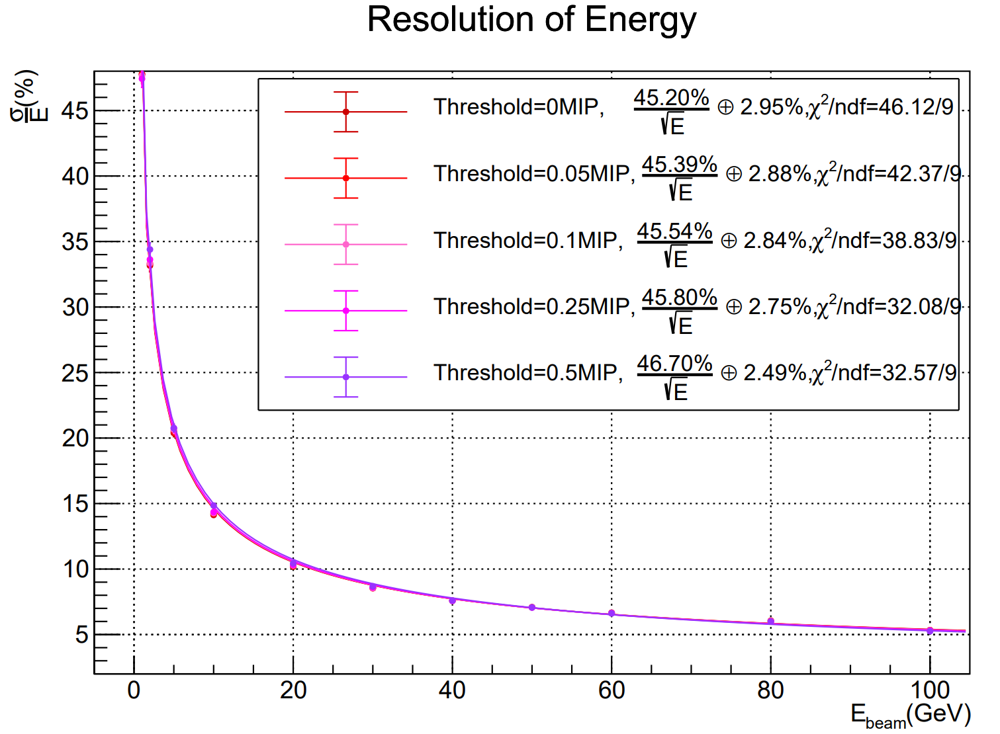 Resolution of Energy
σ/E(%)
45
40
35
30
25
20
15
10
5
Threshold=0MIP, 45.20%/√E ⊕ 2.95%,χ²/ndf=46.12/9
Threshold=0.05MIP, 45.39%/√E ⊕ 2.88%,χ²/ndf=42.37/9
Threshold=0.1MIP, 45.54%/√E ⊕ 2.84%,χ²/ndf=38.83/9
Threshold=0.25MIP, 45.80%/√E ⊕ 2.75%,χ²/ndf=32.08/9
Threshold=0.5MIP, 46.70%/√E ⊕ 2.49%,χ²/ndf=32.57/9
0 20 40 60 80 100
E_beam(GeV)